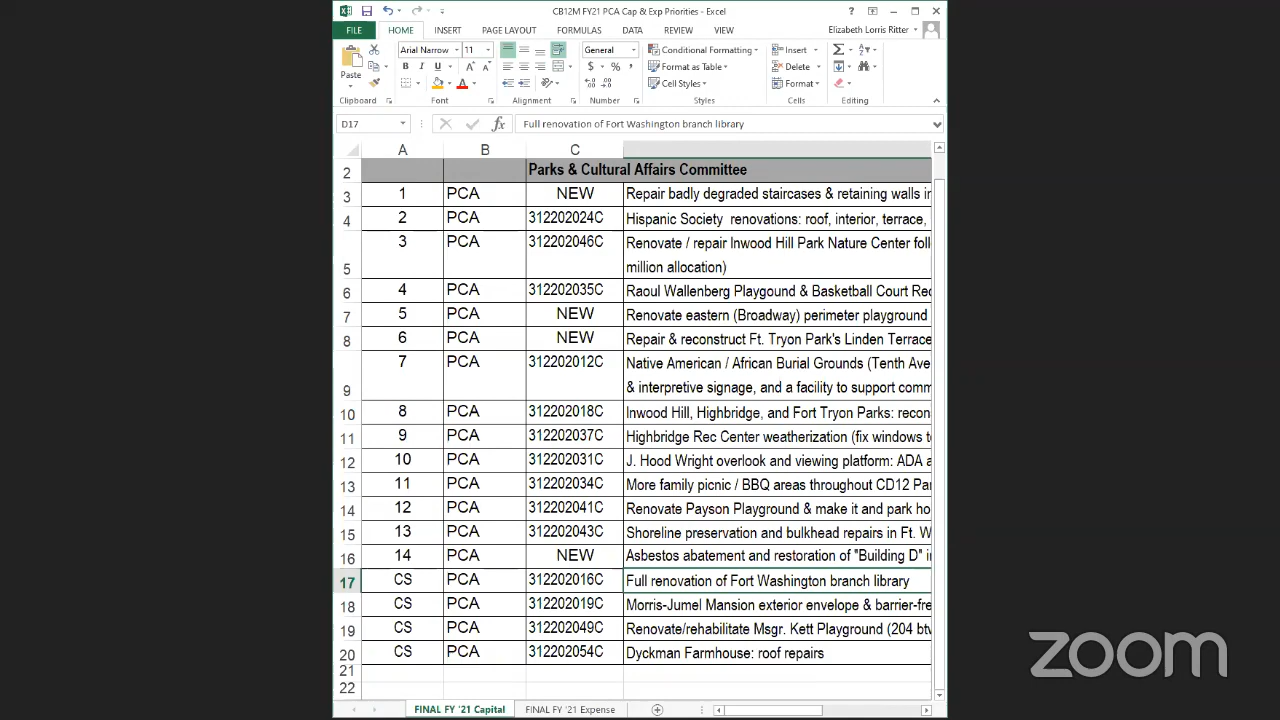 CB12M FY21 PCA Cap & Exp Priorities - Excel
FILE HOME INSERT PAGE LAYOUT FORMULAS DATA REVIEW VIEW Elizabeth Lorris Ritter
Paste Arial Narrow 11 General Conditional Formatting Insert
B I U A A $ % , Format as Table Delete
Cell Styles Format
Clipboard Font Alignment Number Styles Cells Editing
D17 fx Full renovation of Fort Washington branch library
A B C
2 Parks & Cultural Affairs Committee
3 1 PCA NEW Repair badly degraded staircases & retaining walls in
4 2 PCA 312202024C Hispanic Society renovations: roof, interior, terrace,
5 3 PCA 312202046C Renovate / repair Inwood Hill Park Nature Center foll
million allocation)
6 4 PCA 312202035C Raoul Wallenberg Playgound & Basketball Court Rec
7 5 PCA NEW Renovate eastern (Broadway) perimeter playground
8 6 PCA NEW Repair & reconstruct Ft. Tryon Park's Linden Terrace
9 7 PCA 312202012C Native American / African Burial Grounds (Tenth Ave
& interpretive signage, and a facility to support comm
10 8 PCA 312202018C Inwood Hill, Highbridge, and Fort Tryon Parks: recon
11 9 PCA 312202037C Highbridge Rec Center weatherization (fix windows to
12 10 PCA 312202031C J. Hood Wright overlook and viewing platform: ADA a
13 11 PCA 312202034C More family picnic / BBQ areas throughout CD12 Par
14 12 PCA 312202041C Renovate Payson Playground & make it and park ho
15 13 PCA 312202043C Shoreline preservation and bulkhead repairs in Ft. W
16 14 PCA NEW Asbestos abatement and restoration of "Building D" i
17 CS PCA 312202016C Full renovation of Fort Washington branch library
18 CS PCA 312202019C Morris-Jumel Mansion exterior envelope & barrier-fre
19 CS PCA 312202049C Renovate/rehabilitate Msgr. Kett Playground (204 btw
20 CS PCA 312202054C Dyckman Farmhouse: roof repairs
21
22
FINAL FY '21 Capital FINAL FY '21 Expense
zoom